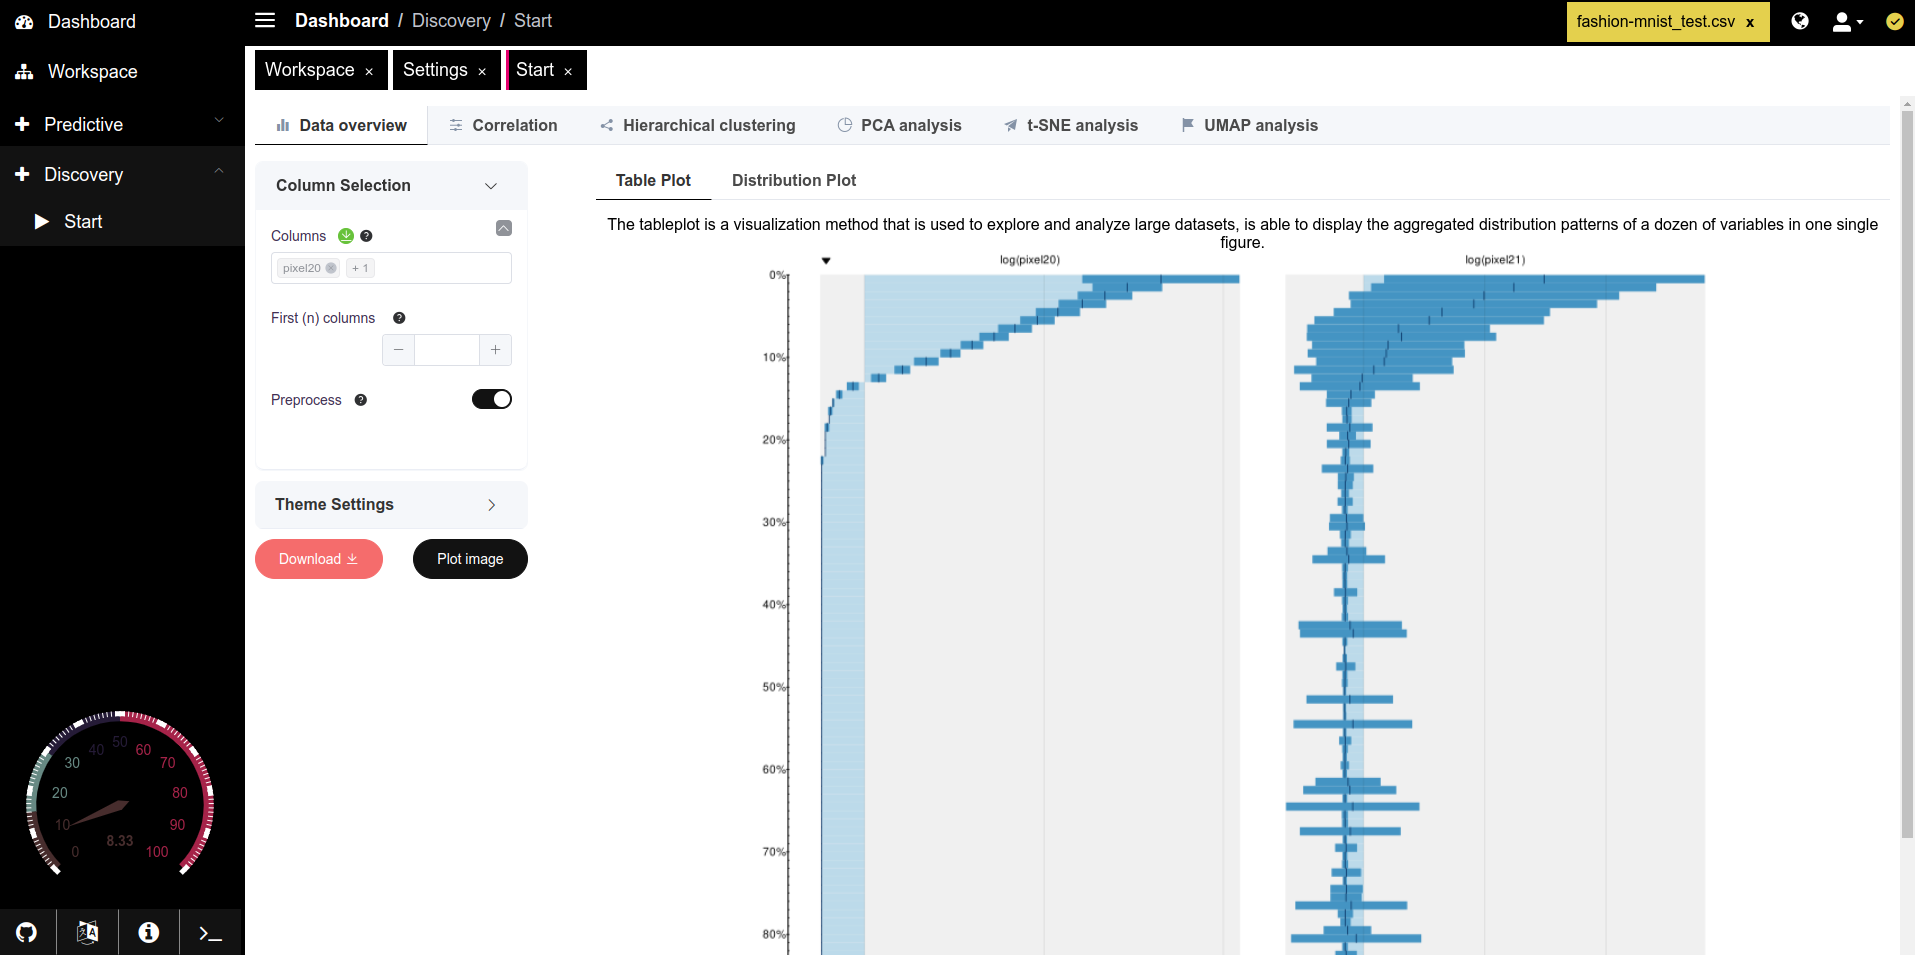 Dashboard
Workspace
Predictive
Discovery
Start
Dashboard / Discovery / Start
fashion-mnist_test.csv x
Workspace ×
Settings ×
Start ×
Data overview
Correlation
Hierarchical clustering
PCA analysis
t-SNE analysis
UMAP analysis
Column Selection
Columns
pixel20
+ 1
First (n) columns
Preprocess
Theme Settings
Download
Plot image
Table Plot
Distribution Plot
The tableplot is a visualization method that is used to explore and analyze large datasets, is able to display the aggregated distribution patterns of a dozen of variables in one single
figure.
log(pixel20)
log(pixel21)
0%
10%
20%
30%
40%
50%
60%
70%
80%
0
10
20
30
40
50
60
70
80
90
100
8.33